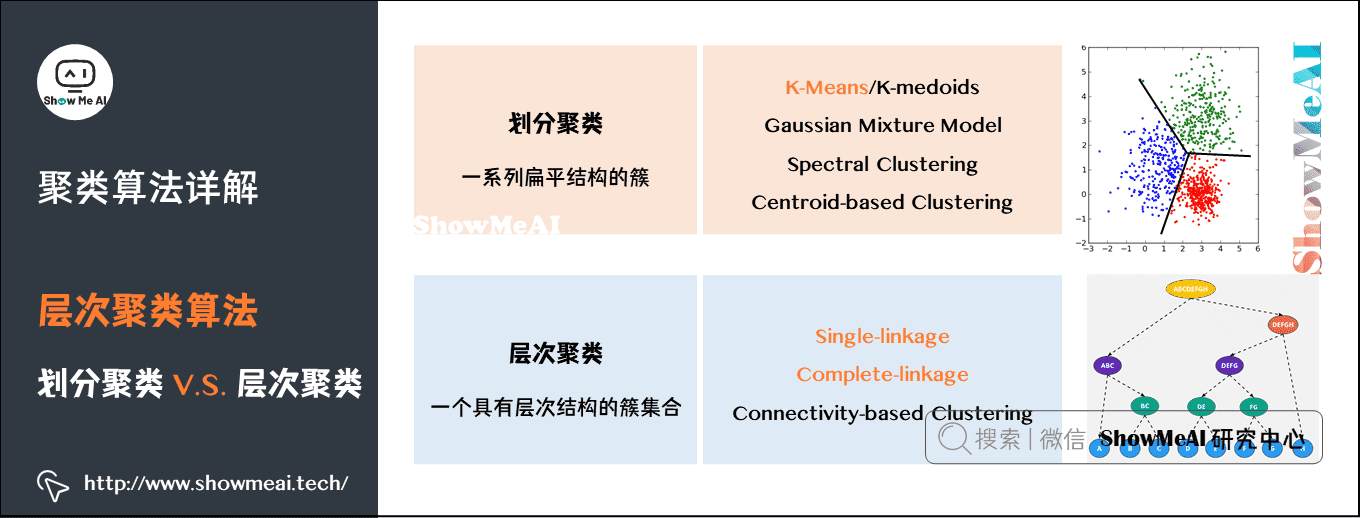 Show Me AI
聚类算法详解
层次聚类算法
划分聚类 V.S. 层次聚类
http://www.showmeai.tech/
划分聚类
一系列扁平结构的簇
ShowMeAI
K-Means/K-medoids
Gaussian Mixture Model
Spectral Clustering
Centroid-based Clustering
6
5
4
3
2
1
0
−1
−2
−3 −2 −1 0 1 2 3 4 5 6
ShowMeAI
层次聚类
一个具有层次结构的簇集合
Single-linkage
Complete-linkage
Connectivity-based Clustering
ABCDEFGH
DEFGH
ABC
DEFG
BC
DE
FG
A B C D E F G H
搜索 | 微信 ShowMeAI 研究中心